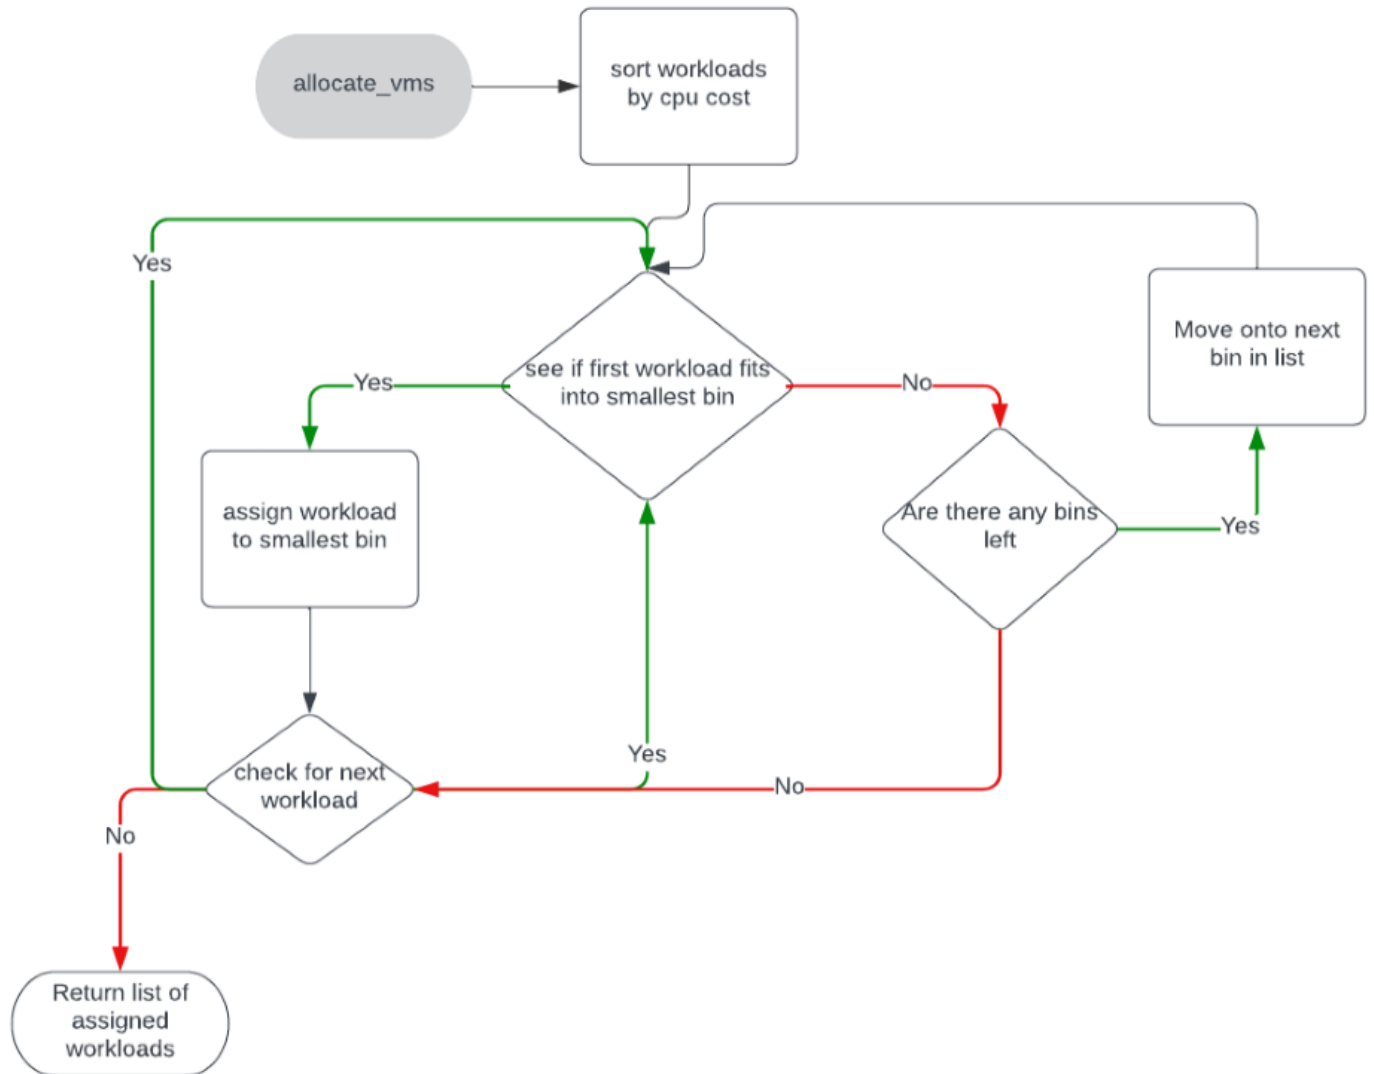 allocate_vms
sort workloads
by cpu cost
Yes
see if first workload fits
into smallest bin
Yes
No
Move onto next
bin in list
assign workload
to smallest bin
Are there any bins
left
Yes
Yes
check for next
workload
No
No
Return list of
assigned
workloads